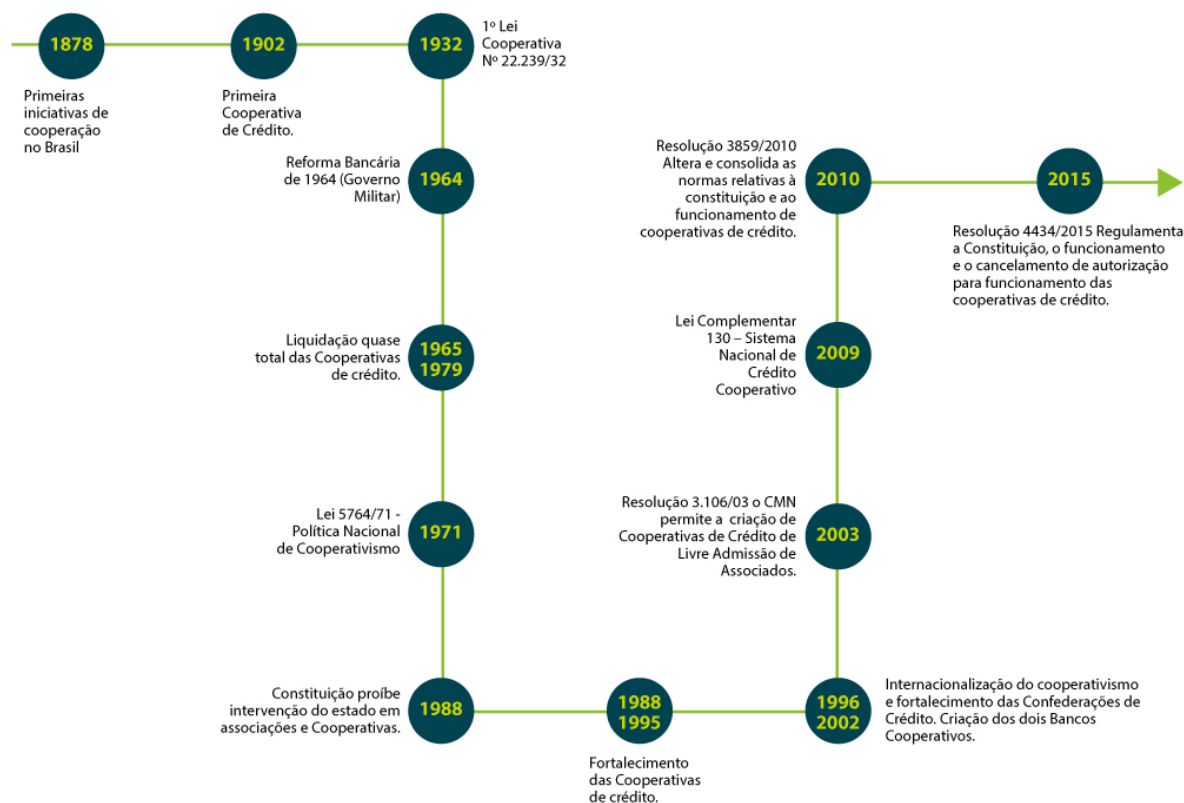 1878
Primeiras
iniciativas de
cooperação
no Brasil
1902
Primeira
Cooperativa
de Crédito.
1932
1º Lei
Cooperativa
Nº 22.239/32
Reforma Bancária
de 1964 (Governo
Militar)
1964
Liquidação quase
total das Cooperativas
de crédito.
1965
1979
Lei 5764/71 -
Política Nacional
de Cooperativismo
1971
Constituição proíbe
intervenção do estado em
associações e Cooperativas.
1988
1988
1995
Fortalecimento
das Cooperativas
de crédito.
1996
2002
Internacionalização do cooperativismo
e fortalecimento das Confederações de
Crédito. Criação dos dois Bancos
Cooperativos.
Resolução 3.106/03 o CMN
permite a criação de
Cooperativas de Crédito de
Livre Admissão de
Associados.
2003
Lei Complementar
130 – Sistema
Nacional de
Crédito
Cooperativo
2009
Resolução 3859/2010
Altera e consolida as
normas relativas à
constituição e ao
funcionamento de
cooperativas de crédito.
2010
2015
Resolução 4434/2015 Regulamenta
a Constituição, o funcionamento
e o cancelamento de autorização
para funcionamento das
cooperativas de crédito.